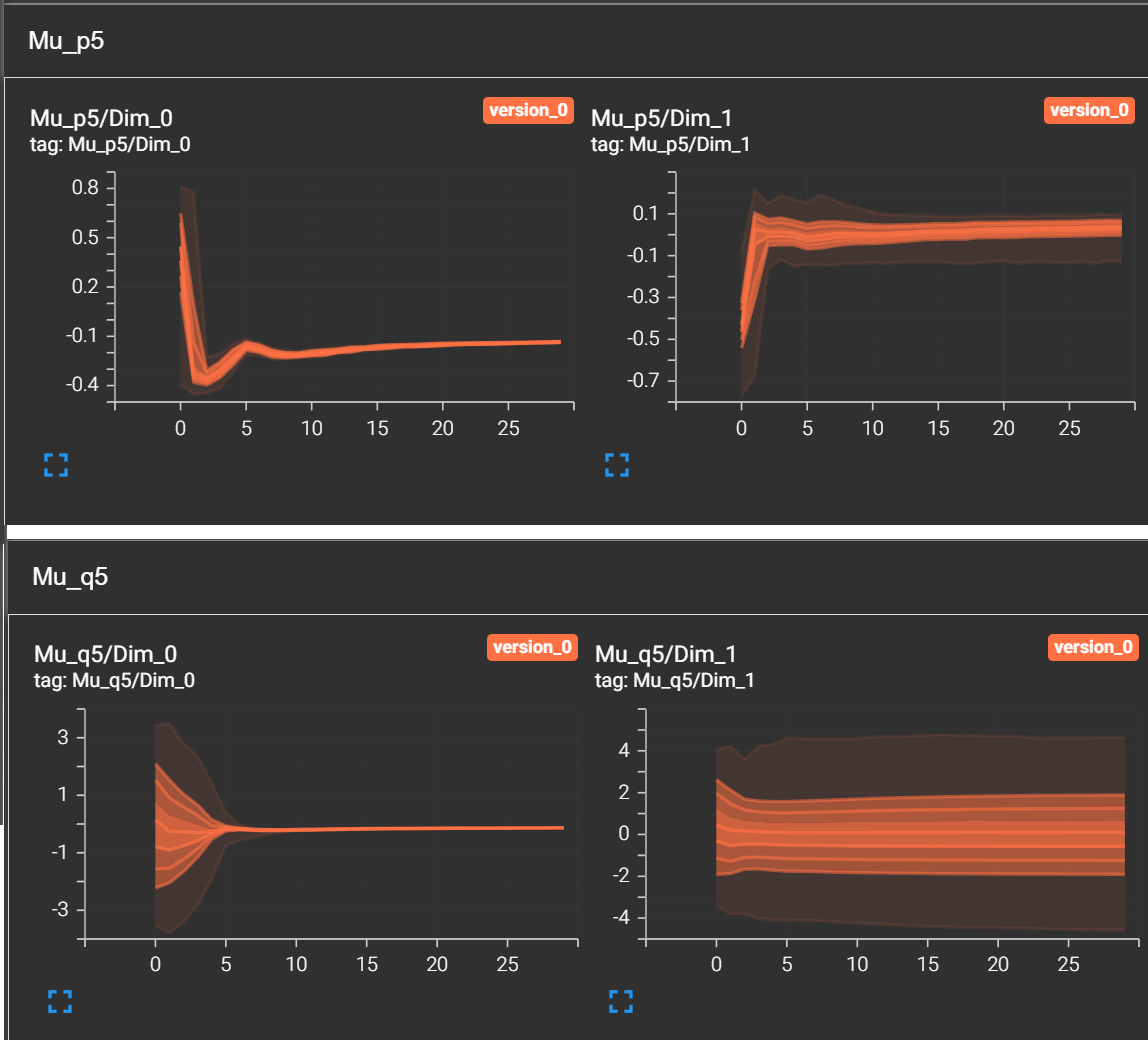 Mu_p5
Mu_p5/Dim_0
version_0
tag: Mu_p5/Dim_0
0.8
0.5
0.2
-0.1
-0.4
0 5 10 15 20 25
Mu_p5/Dim_1
version_0
tag: Mu_p5/Dim_1
0.1
-0.1
-0.3
-0.5
-0.7
0 5 10 15 20 25
Mu_q5
Mu_q5/Dim_0
version_0
tag: Mu_q5/Dim_0
3
1
-1
-3
0 5 10 15 20 25
Mu_q5/Dim_1
version_0
tag: Mu_q5/Dim_1
4
2
0
-2
-4
0 5 10 15 20 25